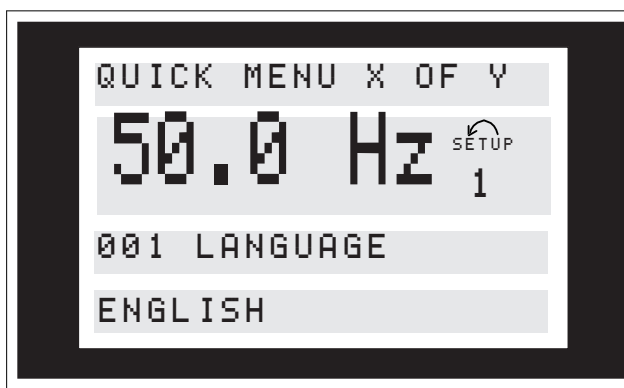 QUICK MENU X OF Y
50.0 Hz SETUP
1
001 LANGUAGE
ENGLISH